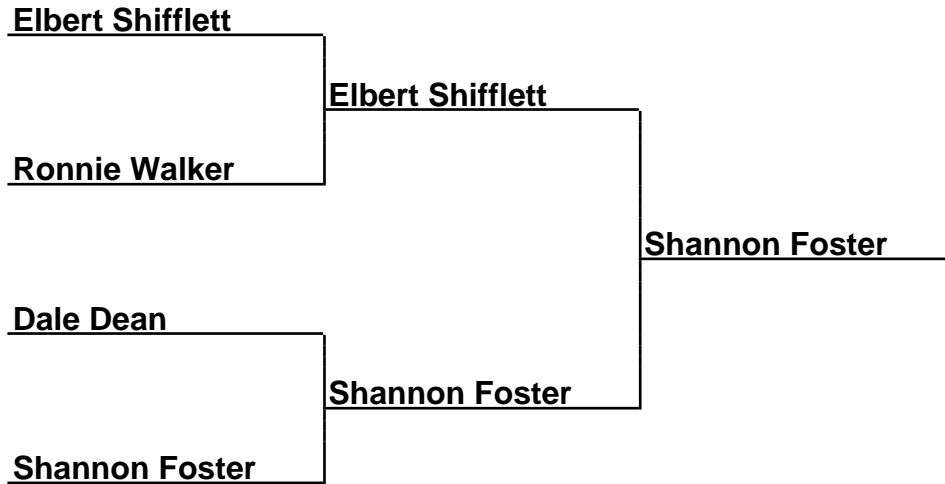 Elbert Shifflett
Elbert Shifflett
Ronnie Walker
Shannon Foster
Dale Dean
Shannon Foster
Shannon Foster